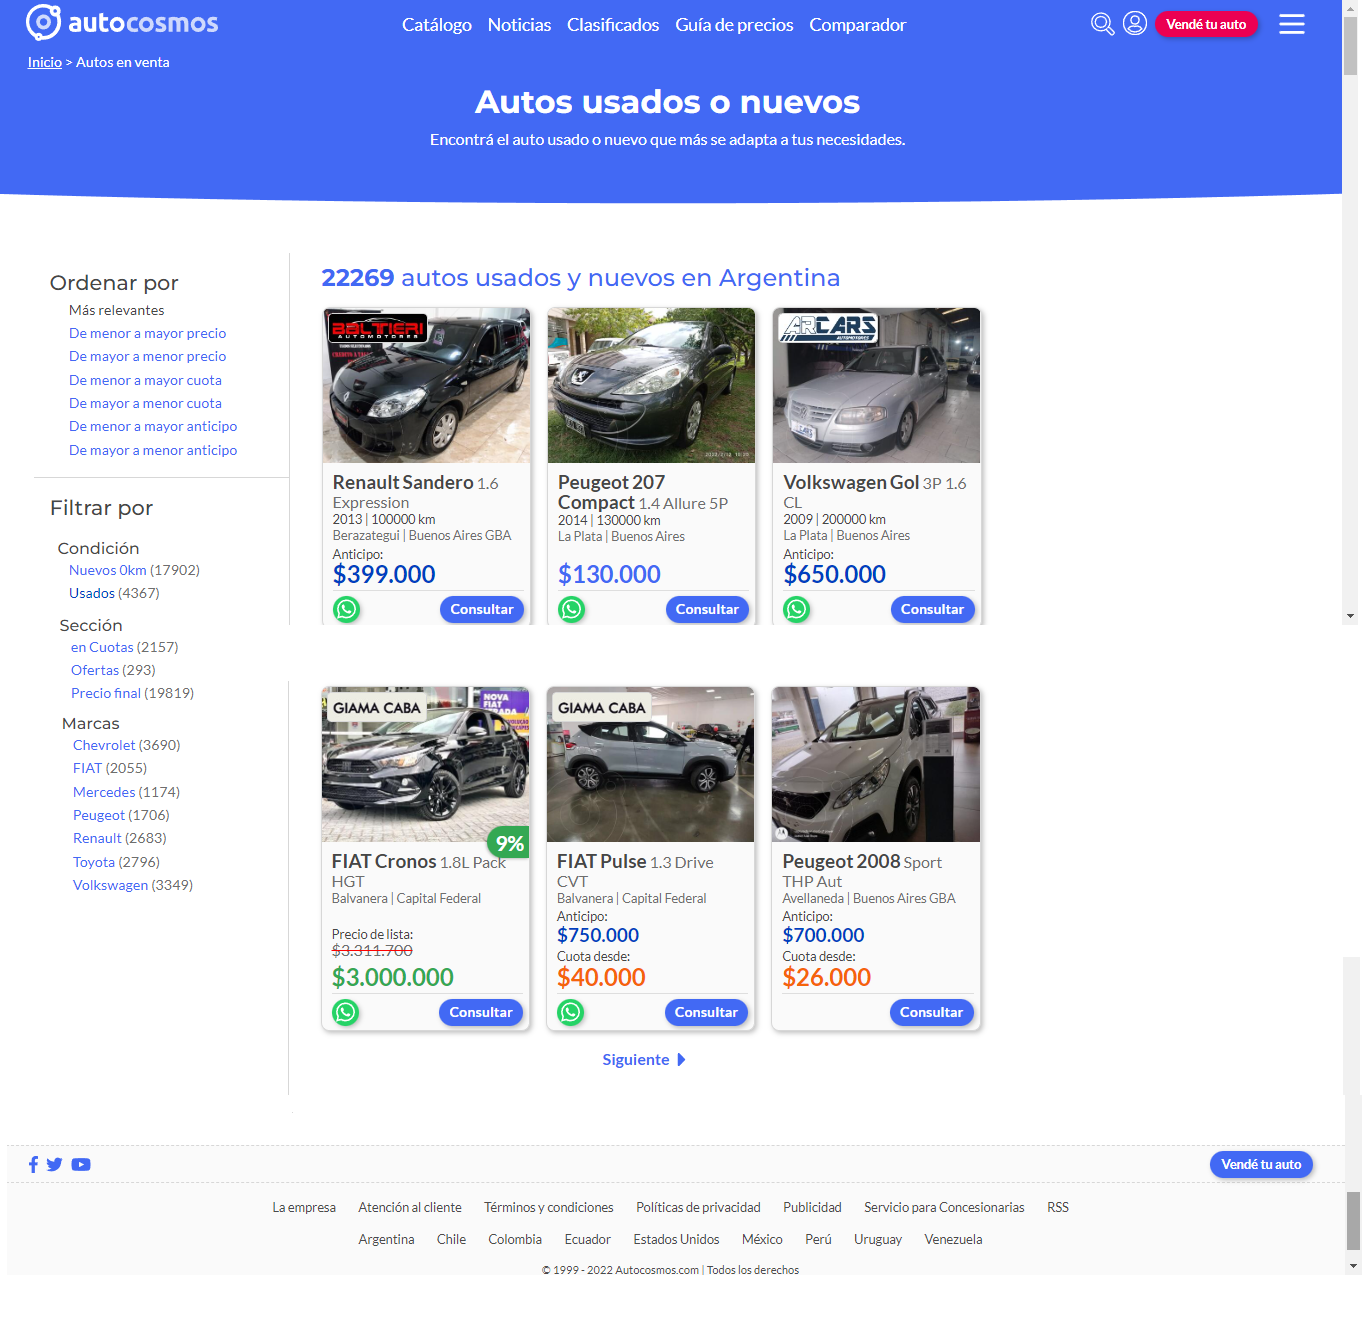 autocosmos
Catálogo Noticias Clasificados Guía de precios Comparador
Vendé tu auto
Inicio > Autos en venta
Autos usados o nuevos
Encontrá el auto usado o nuevo que más se adapta a tus necesidades.
Ordenar por
Más relevantes
De menor a mayor precio
De mayor a menor precio
De menor a mayor cuota
De mayor a menor cuota
De menor a mayor anticipo
De mayor a menor anticipo
Filtrar por
Condición
Nuevos 0km (17902)
Usados (4367)
Sección
en Cuotas (2157)
Ofertas (293)
Precio final (19819)
Marcas
Chevrolet (3690)
FIAT (2055)
Mercedes (1174)
Peugeot (1706)
Renault (2683)
Toyota (2796)
Volkswagen (3349)
22269 autos usados y nuevos en Argentina
BALTIERI
AUTOMOTORES
Renault Sandero 1.6
Expression
2013 | 100000 km
Berazategui | Buenos Aires GBA
Anticipo:
$399.000
Consultar
Peugeot 207
Compact 1.4 Allure 5P
2014 | 130000 km
La Plata | Buenos Aires
$130.000
Consultar
ARCARS
AUTOMOTORES
ARCARS
Volkswagen Gol 3P 1.6
CL
2009 | 200000 km
La Plata | Buenos Aires
Anticipo:
$650.000
Consultar
GIAMA CABA
NOVA
FIAT
9%
FIAT Cronos 1.8L Pack
HGT
Balvanera | Capital Federal
Precio de lista:
$3.311.700
$3.000.000
Consultar
GIAMA CABA
FIAT Pulse 1.3 Drive
CVT
Balvanera | Capital Federal
Anticipo:
$750.000
Cuota desde:
$40.000
Consultar
Peugeot 2008 Sport
THP Aut
Avellaneda | Buenos Aires GBA
Anticipo:
$700.000
Cuota desde:
$26.000
Consultar
Siguiente
Vendé tu auto
La empresa Atención al cliente Términos y condiciones Políticas de privacidad Publicidad Servicio para Concesionarias RSS
Argentina Chile Colombia Ecuador Estados Unidos México Perú Uruguay Venezuela
© 1999 - 2022 Autocosmos.com | Todos los derechos